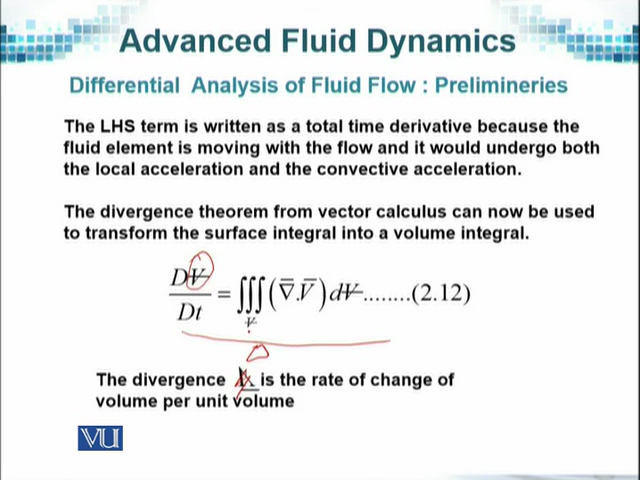 Advanced Fluid Dynamics
Differential Analysis of Fluid Flow : Prelimineries
The LHS term is written as a total time derivative because the
fluid element is moving with the flow and it would undergo both
the local acceleration and the convective acceleration.
The divergence theorem from vector calculus can now be used
to transform the surface integral into a volume integral.
DV̶/Dt = ∭_V̶ (∇̅.V̅) dV̶........(2.12)
The divergence is the rate of change of
volume per unit volume
VU